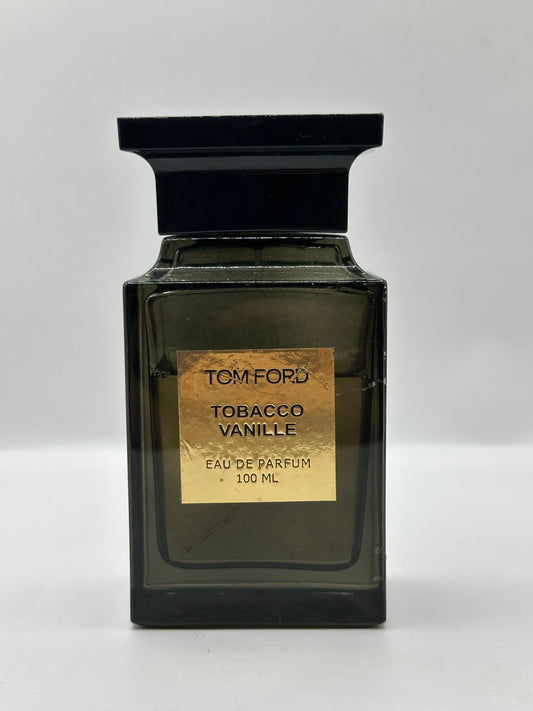 TOM FORD
TOBACCO
VANILLE
EAU DE PARFUM
100 ML